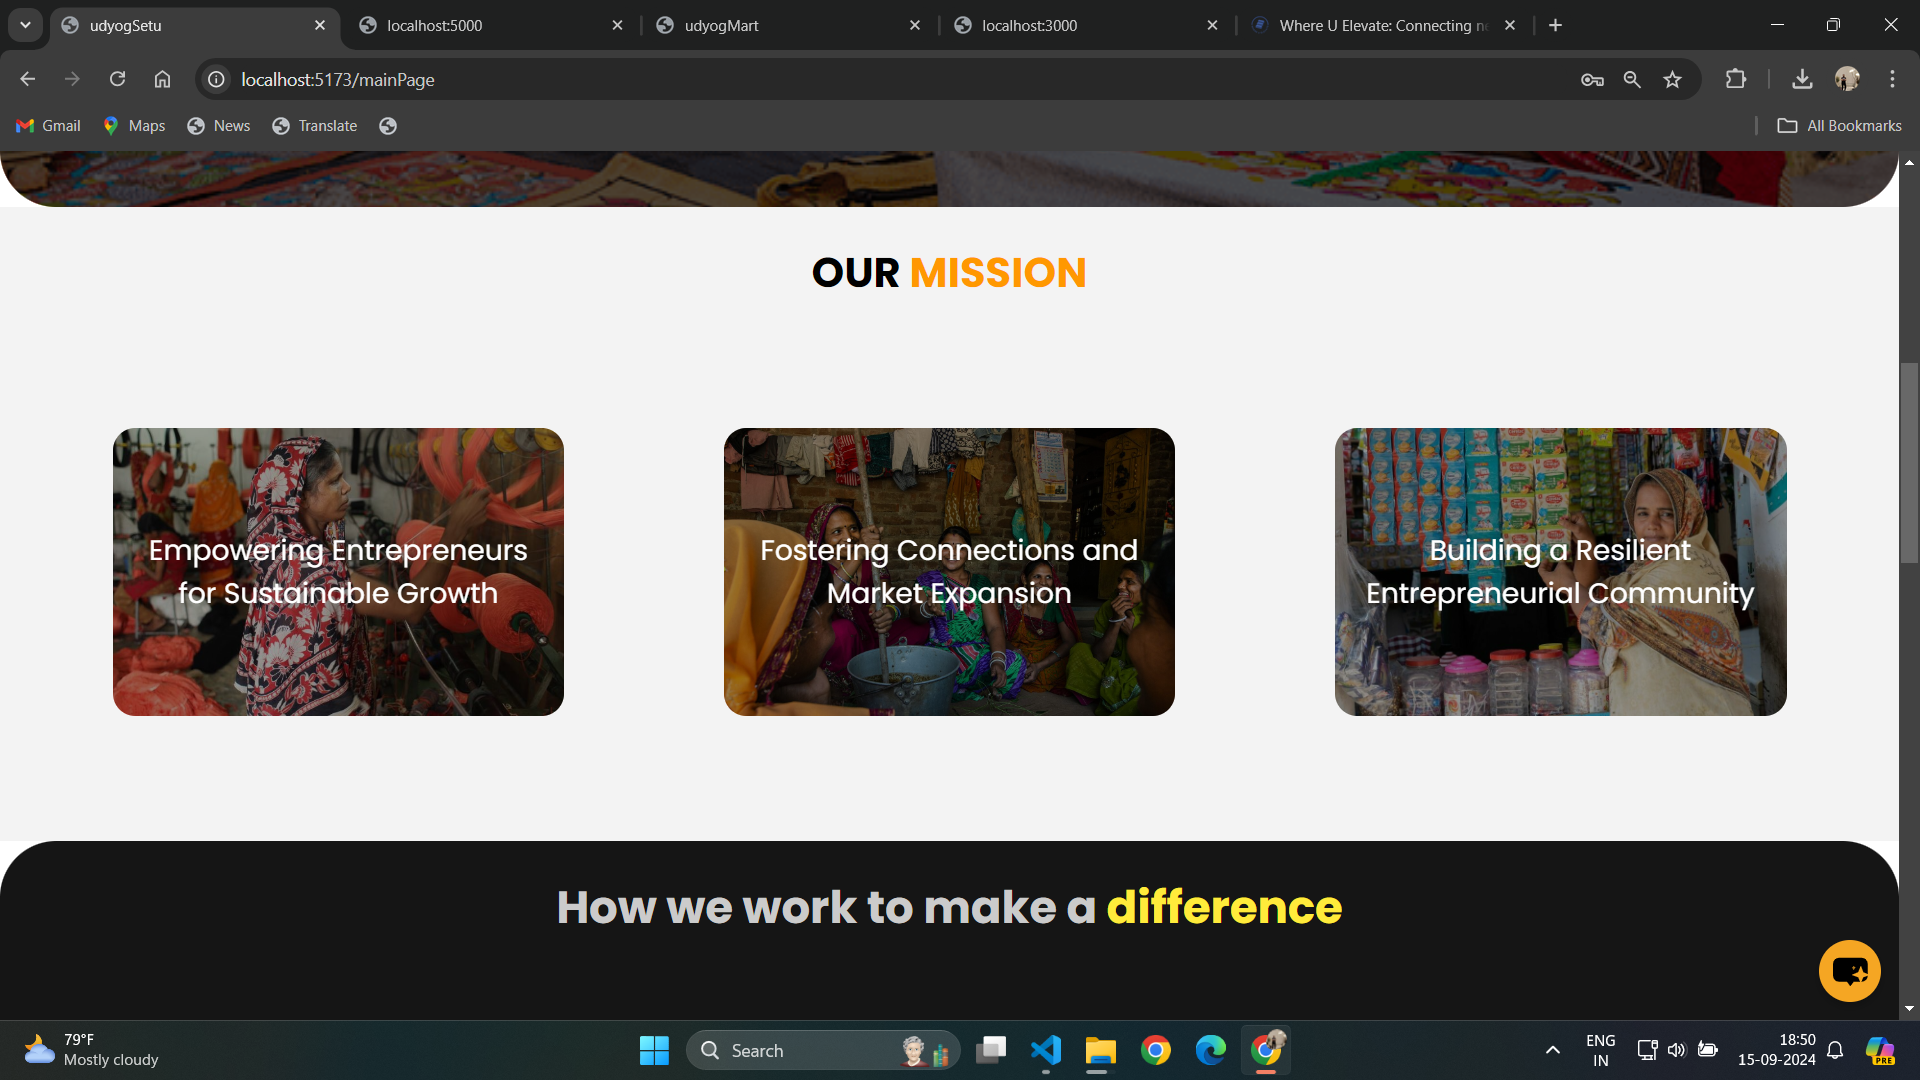 udyogSetu
localhost:5000
udyogMart
localhost:3000
Where U Elevate: Connecting
localhost:5173/mainPage
Gmail
Maps
News
Translate
All Bookmarks
OUR MISSION
Empowering Entrepreneurs
for Sustainable Growth
Fostering Connections and
Market Expansion
Building a Resilient
Entrepreneurial Community
How we work to make a difference
79°F
Mostly cloudy
Search
ENG
IN
18:50
15-09-2024
PRE